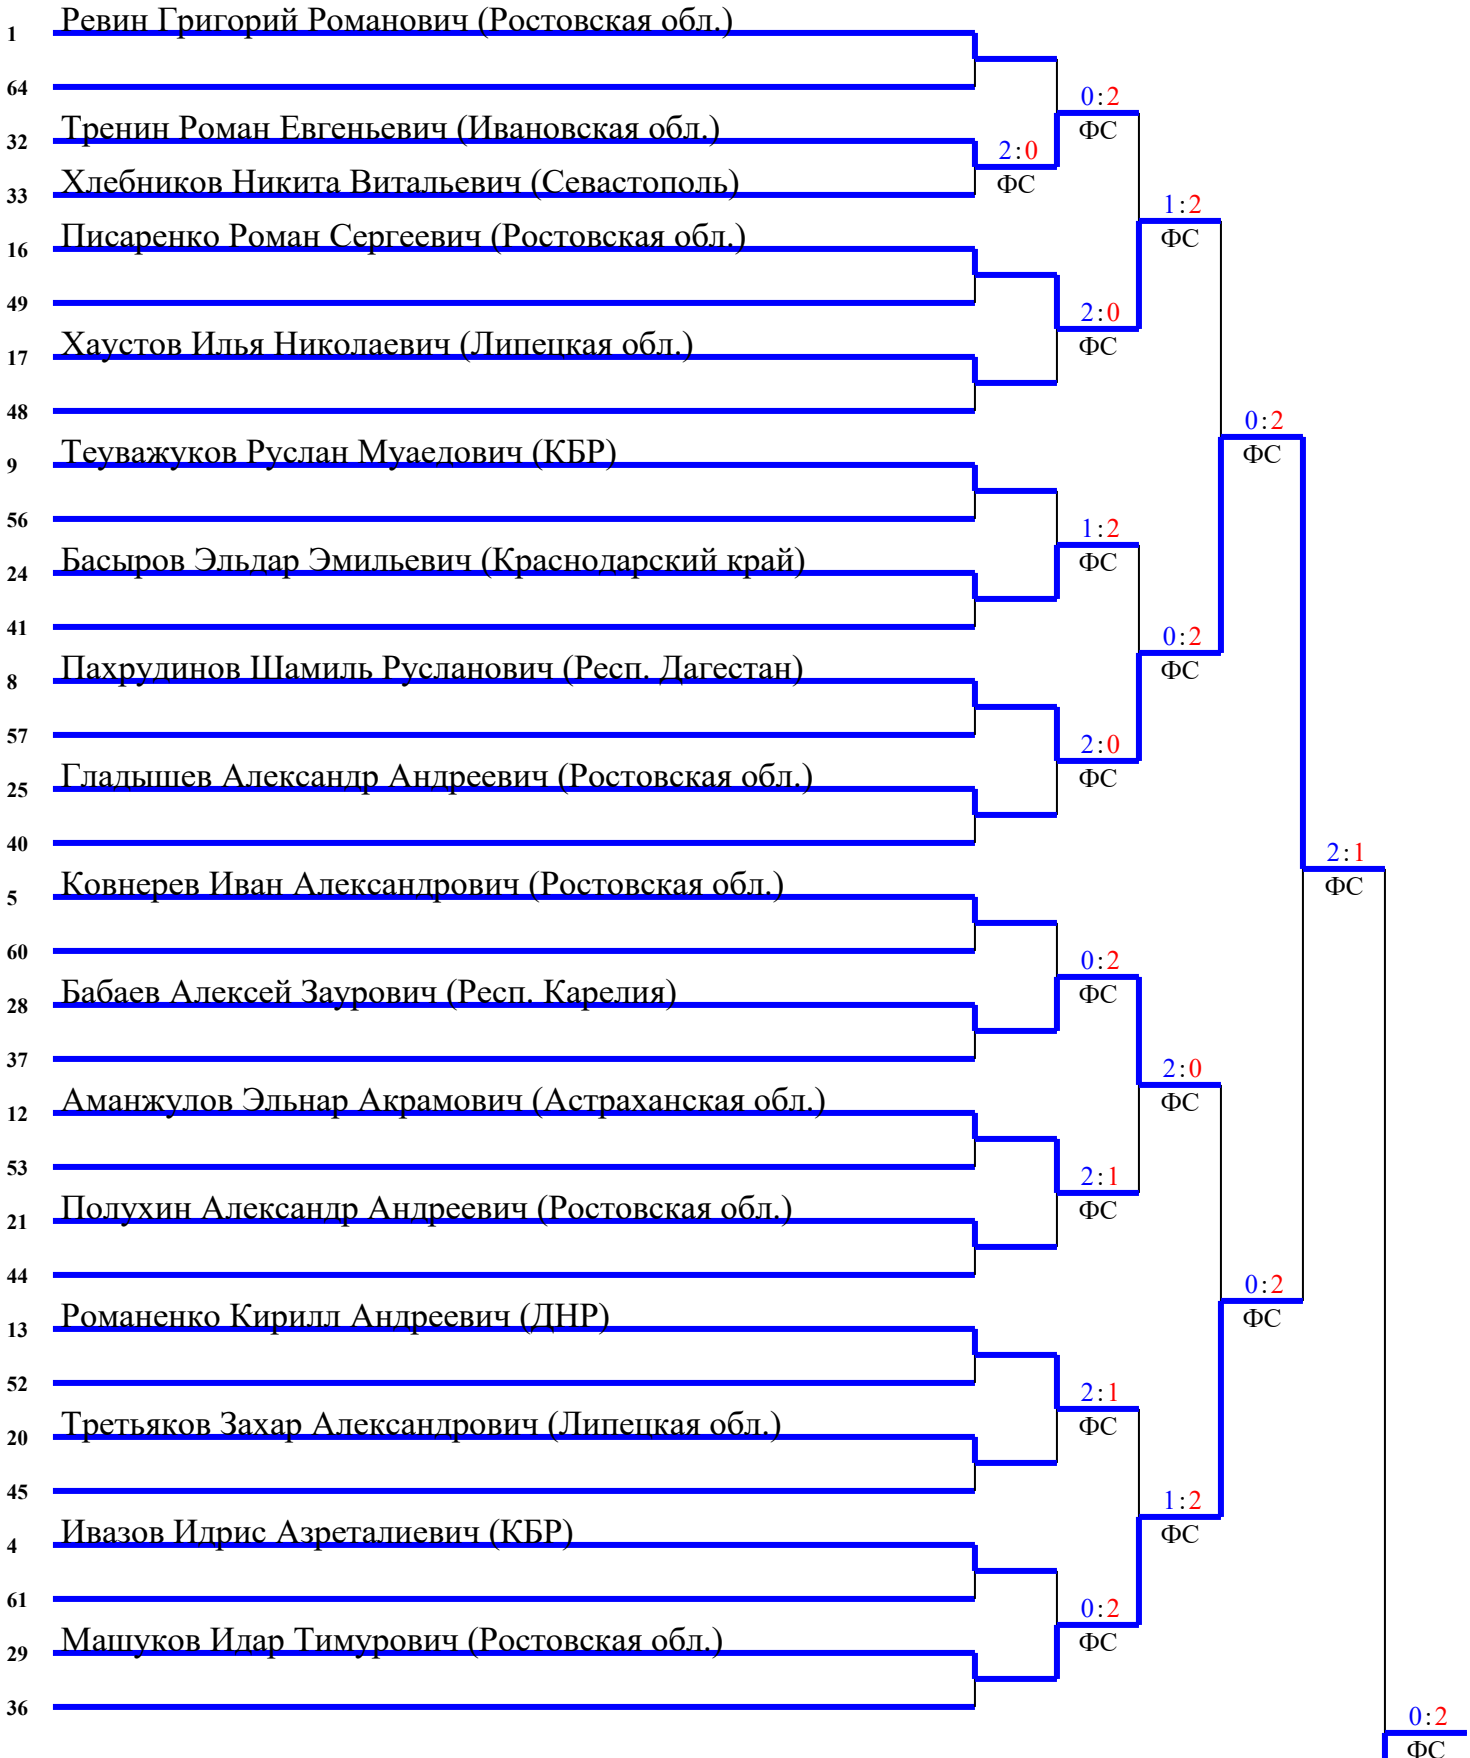 1 Ревин Григорий Романович (Ростовская обл.)
64
0:2
32 Тренин Роман Евгеньевич (Ивановская обл.)
ФС
2:0
33 Хлебников Никита Витальевич (Севастополь)
ФС
1:2
16 Писаренко Роман Сергеевич (Ростовская обл.)
ФС
49
2:0
17 Хаустов Илья Николаевич (Липецкая обл.)
ФС
48
0:2
9 Теуважуков Руслан Муаедович (КБР)
ФС
56
1:2
24 Басыров Эльдар Эмильевич (Краснодарский край)
ФС
41
0:2
8 Пахрудинов Шамиль Русланович (Респ. Дагестан)
ФС
57
2:0
25 Гладышев Александр Андреевич (Ростовская обл.)
ФС
40
2:1
5 Ковнерев Иван Александрович (Ростовская обл.)
ФС
60
0:2
28 Бабаев Алексей Заурович (Респ. Карелия)
ФС
37
2:0
12 Аманжулов Эльнар Акрамович (Астраханская обл.)
ФС
53
2:1
21 Полухин Александр Андреевич (Ростовская обл.)
ФС
44
0:2
13 Романенко Кирилл Андреевич (ДНР)
ФС
52
2:1
20 Третьяков Захар Александрович (Липецкая обл.)
ФС
45
1:2
4 Ивазов Идрис Азреталиевич (КБР)
ФС
61
0:2
29 Машуков Идар Тимурович (Ростовская обл.)
ФС
36
0:2
ФС